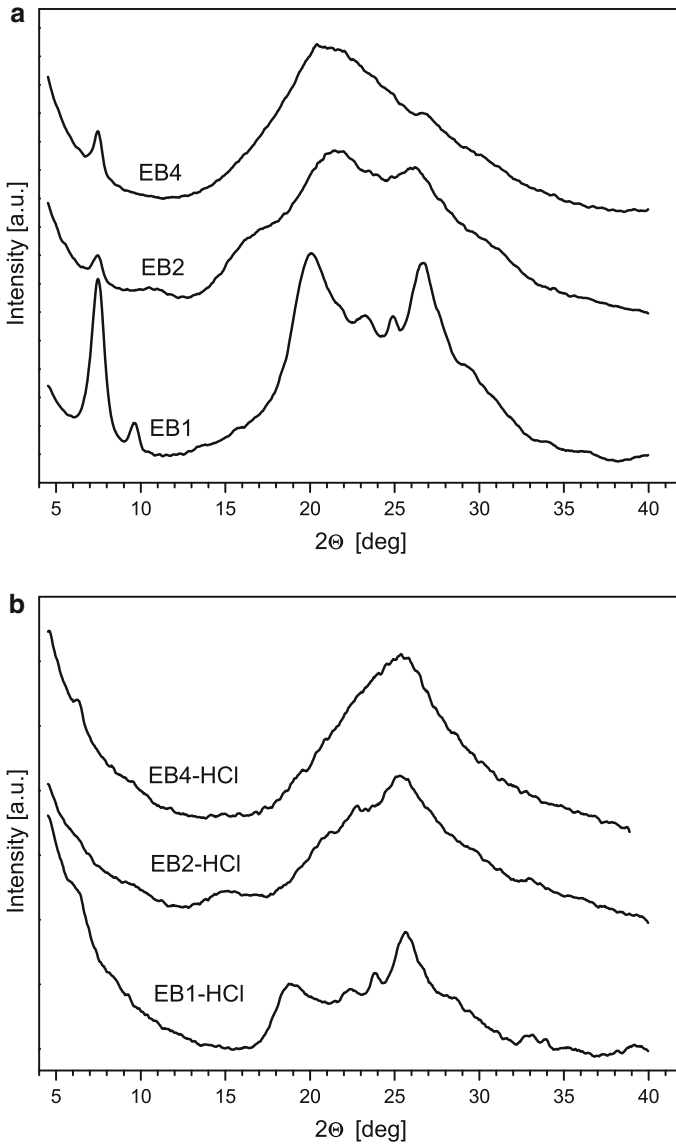 a
Intensity [a.u.]
EB4
EB2
EB1
5 10 15 20 25 30 35 40
2Θ [deg]
b
Intensity [a.u.]
EB4-HCl
EB2-HCl
EB1-HCl
5 10 15 20 25 30 35 40
2Θ [deg]